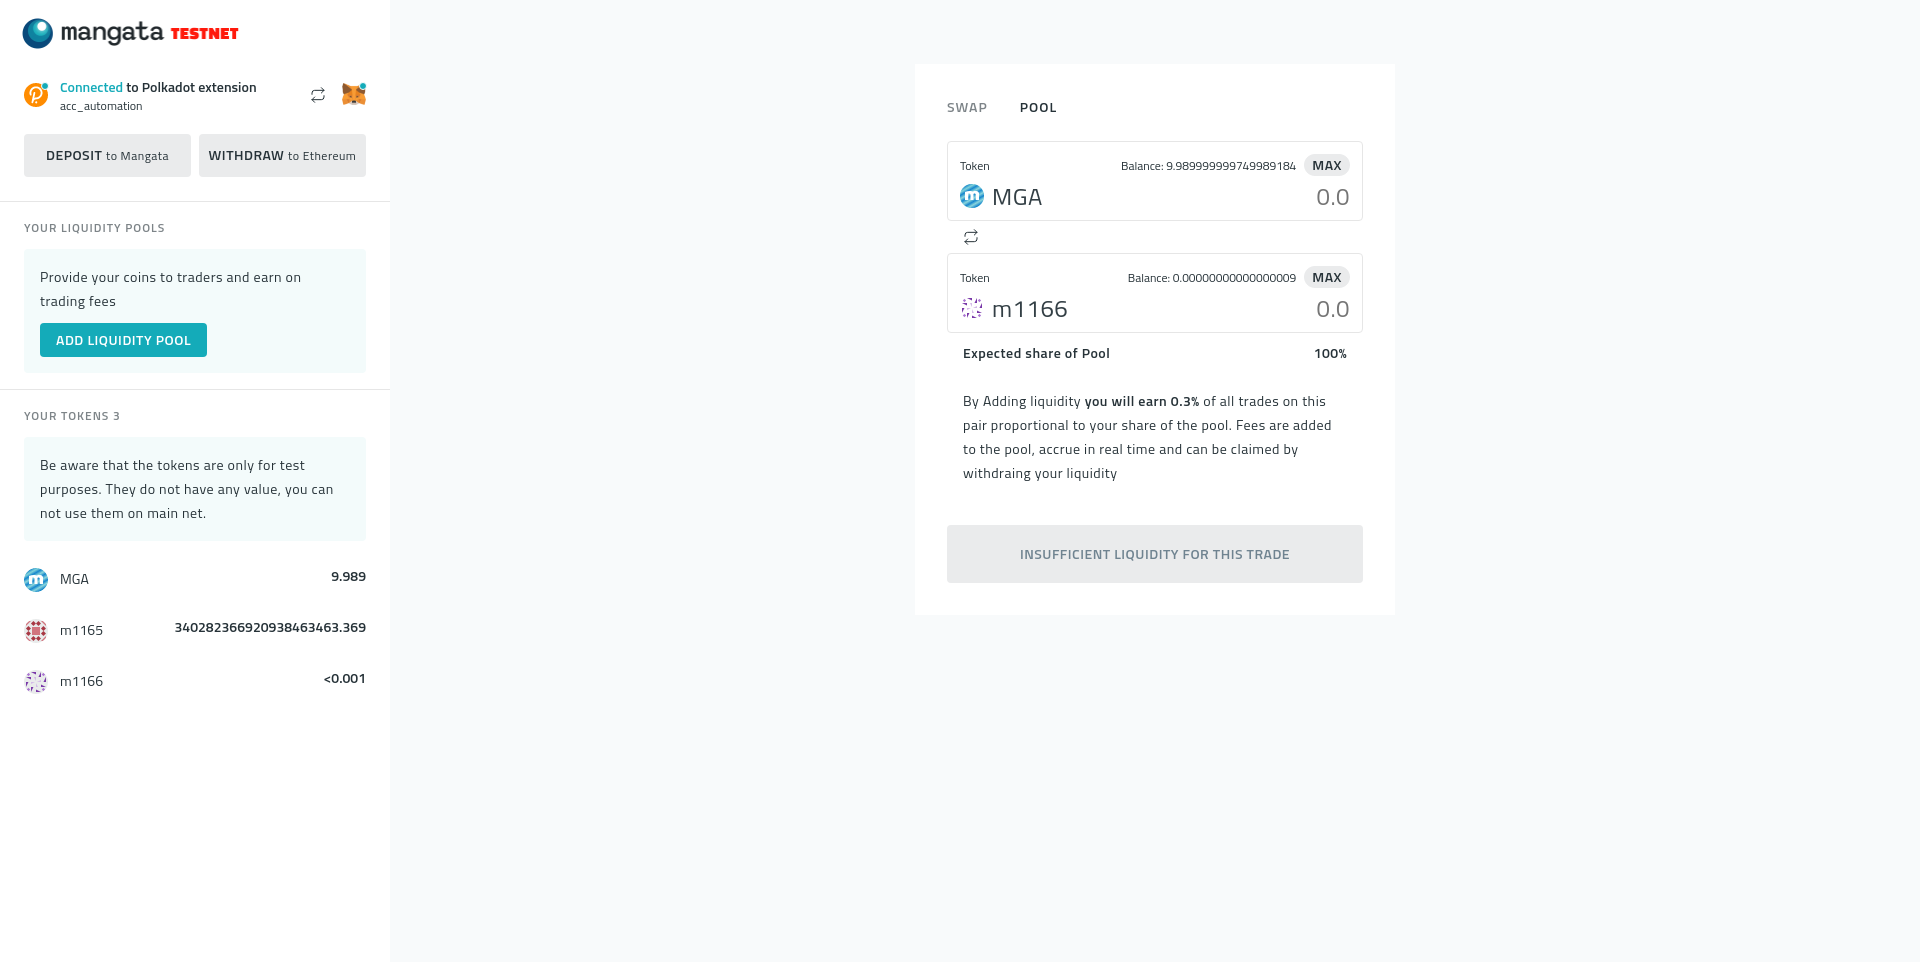 mangata TESTNET
Connected to Polkadot extension
acc_automation
DEPOSIT to Mangata
WITHDRAW to Ethereum
YOUR LIQUIDITY POOLS
Provide your coins to traders and earn on
trading fees
ADD LIQUIDITY POOL
YOUR TOKENS 3
Be aware that the tokens are only for test
purposes. They do not have any value, you can
not use them on main net.
MGA 9.989
m1165 340282366920938463463.369
m1166 <0.001
SWAP POOL
Token Balance: 9.989999999749989184 MAX
MGA 0.0
Token Balance: 0.00000000000000009 MAX
m1166 0.0
Expected share of Pool 100%
By Adding liquidity you will earn 0.3% of all trades on this
pair proportional to your share of the pool. Fees are added
to the pool, accrue in real time and can be claimed by
withdraing your liquidity
INSUFFICIENT LIQUIDITY FOR THIS TRADE